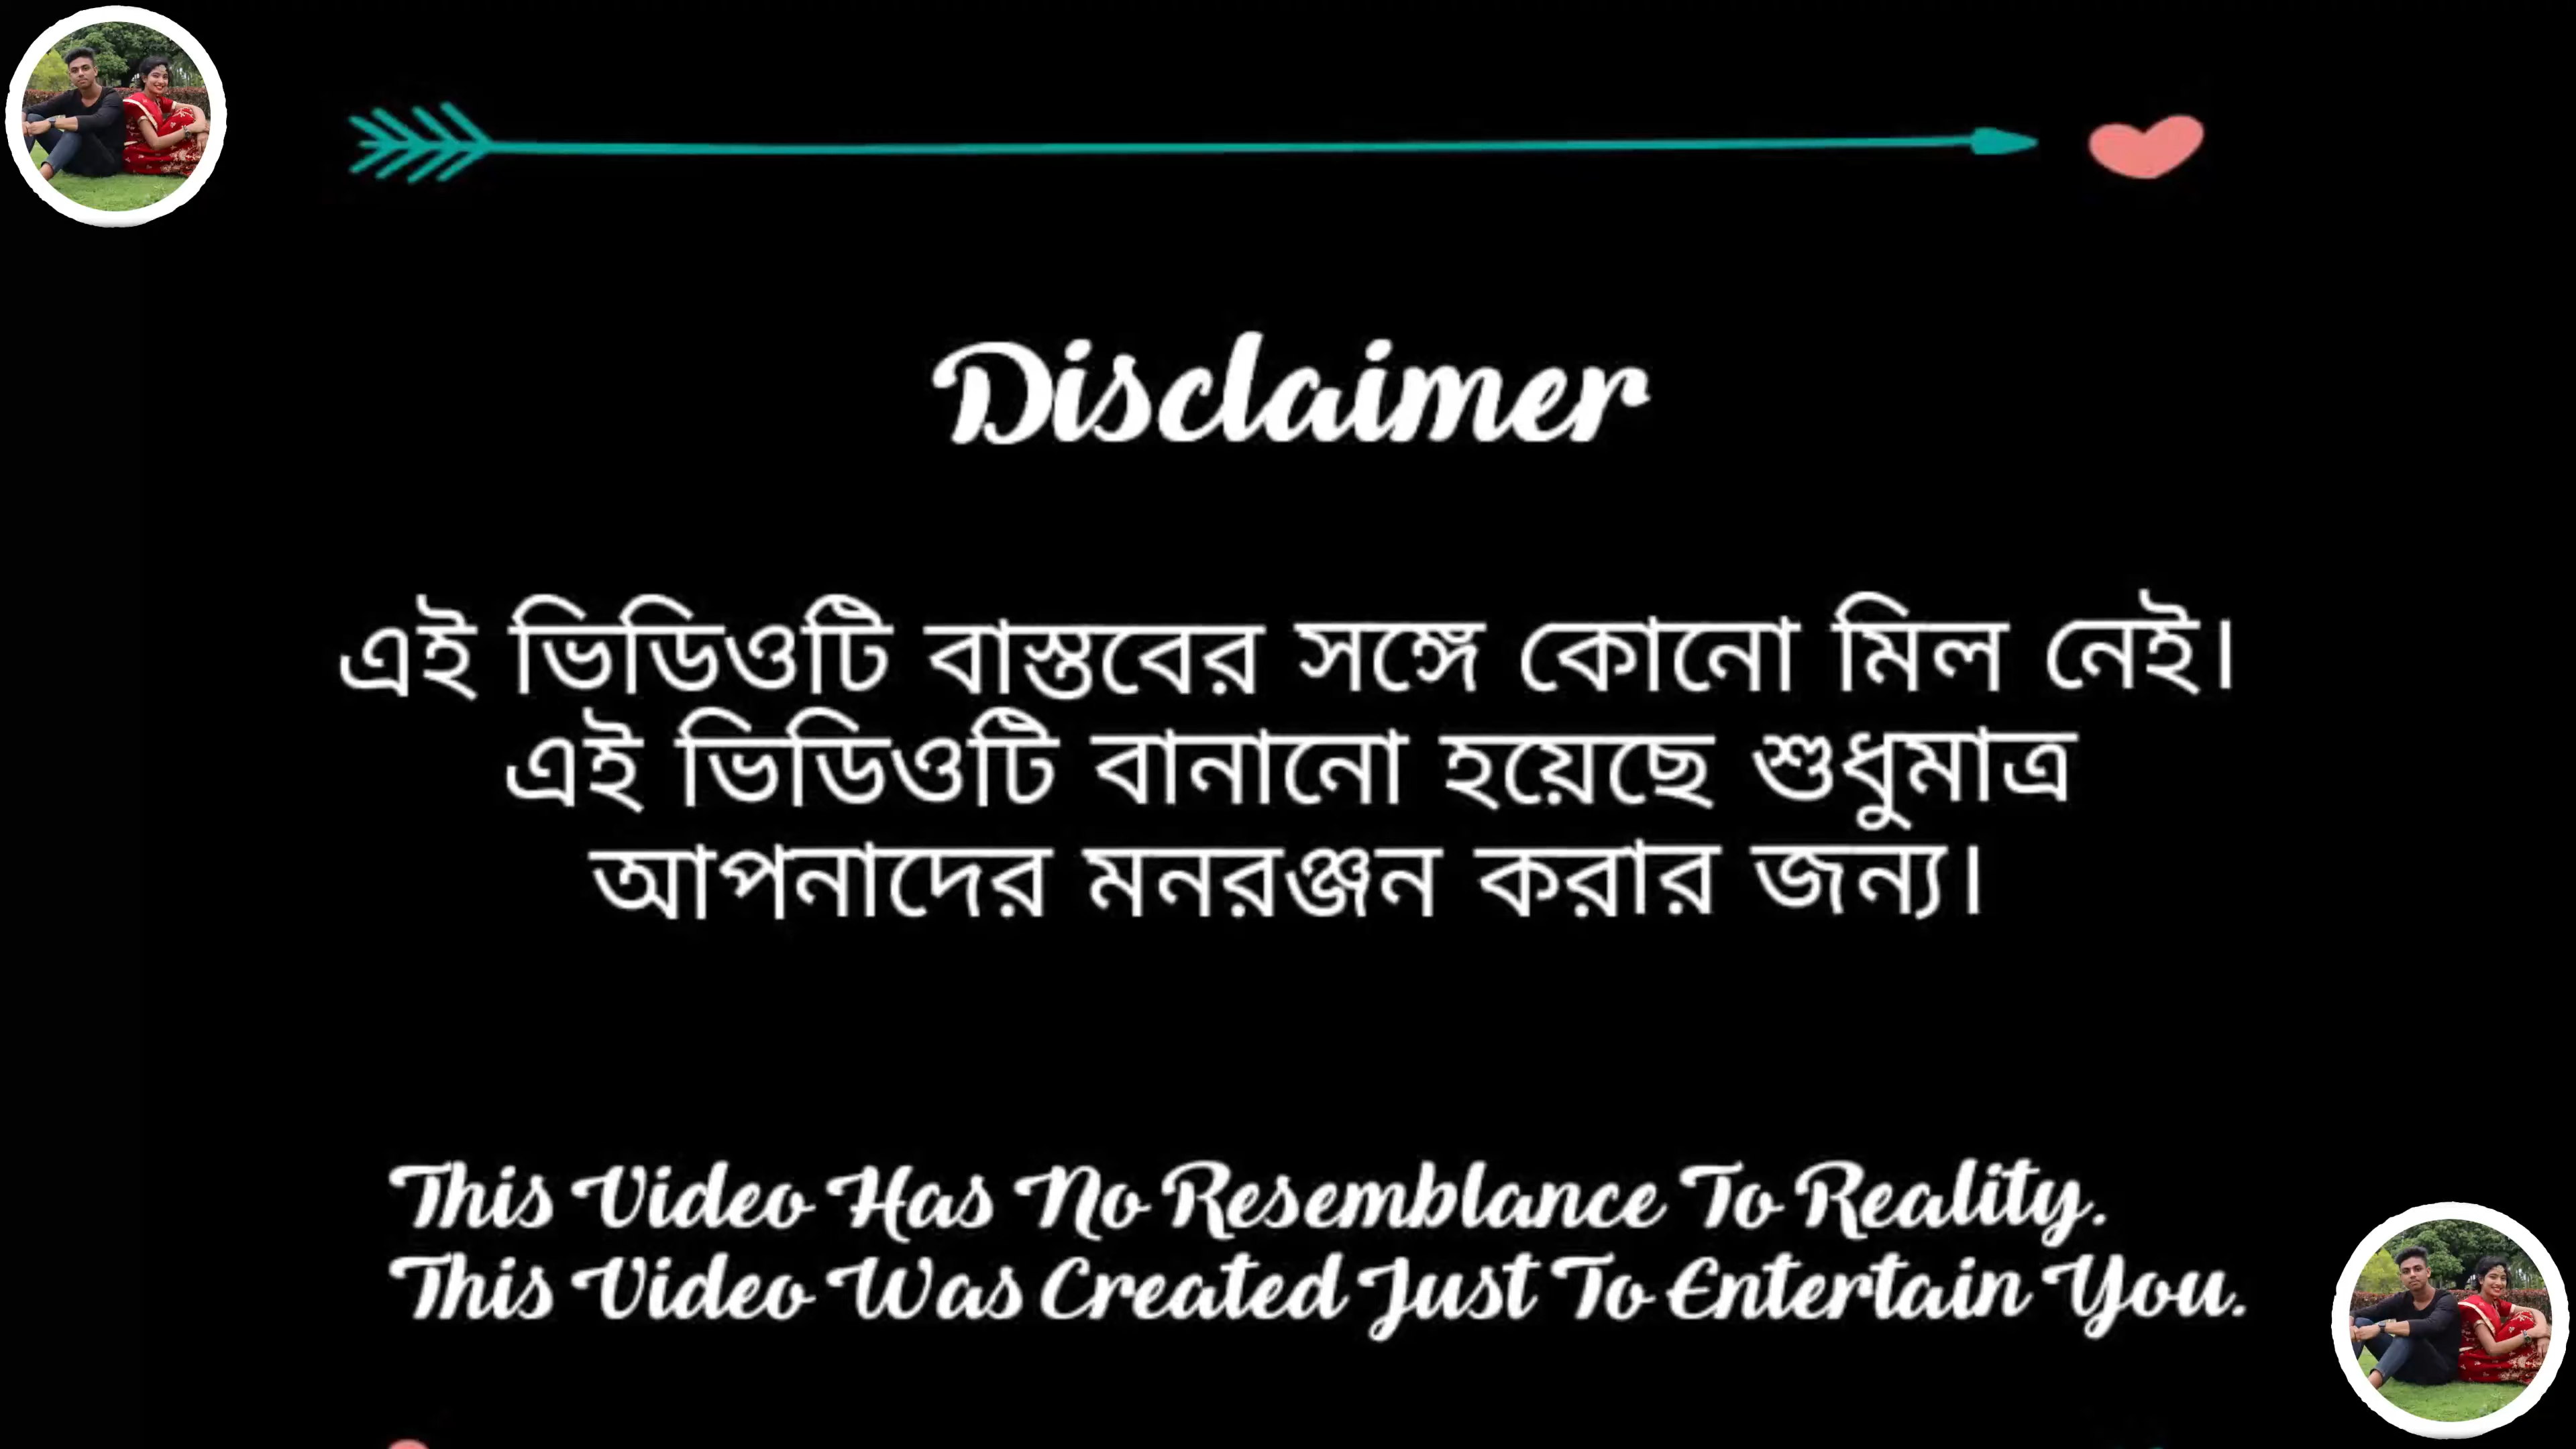 Disclaimer
এই ভিডিওটি বাস্তবের সঙ্গে কোনো মিল নেই।
এই ভিডিওটি বানানো হয়েছে শুধুমাত্র
আপনাদের মনরঞ্জন করার জন্য।
This Video Has No Resemblance To Reality.
This Video Was Created Just To Entertain You.